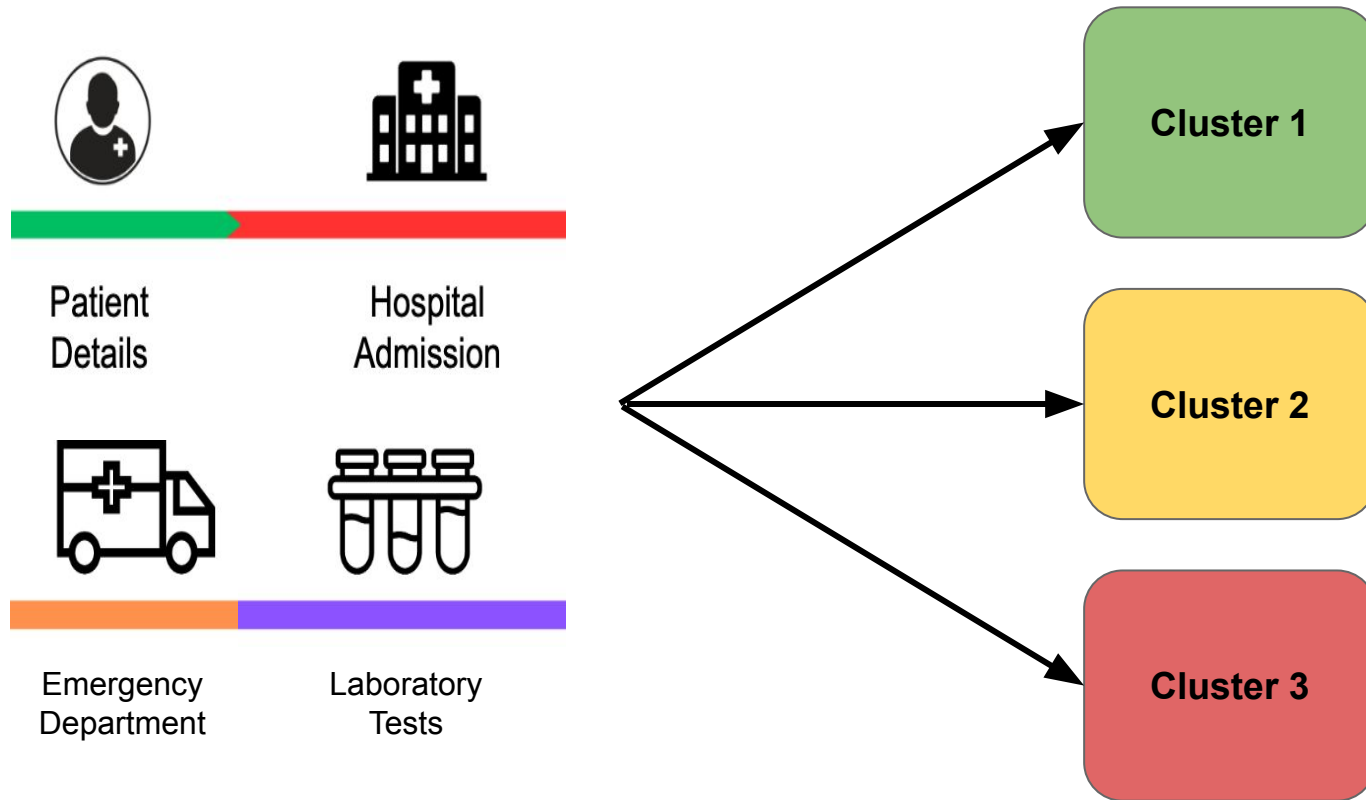 Patient
Details
Hospital
Admission
Emergency
Department
Laboratory
Tests
Cluster 1
Cluster 2
Cluster 3